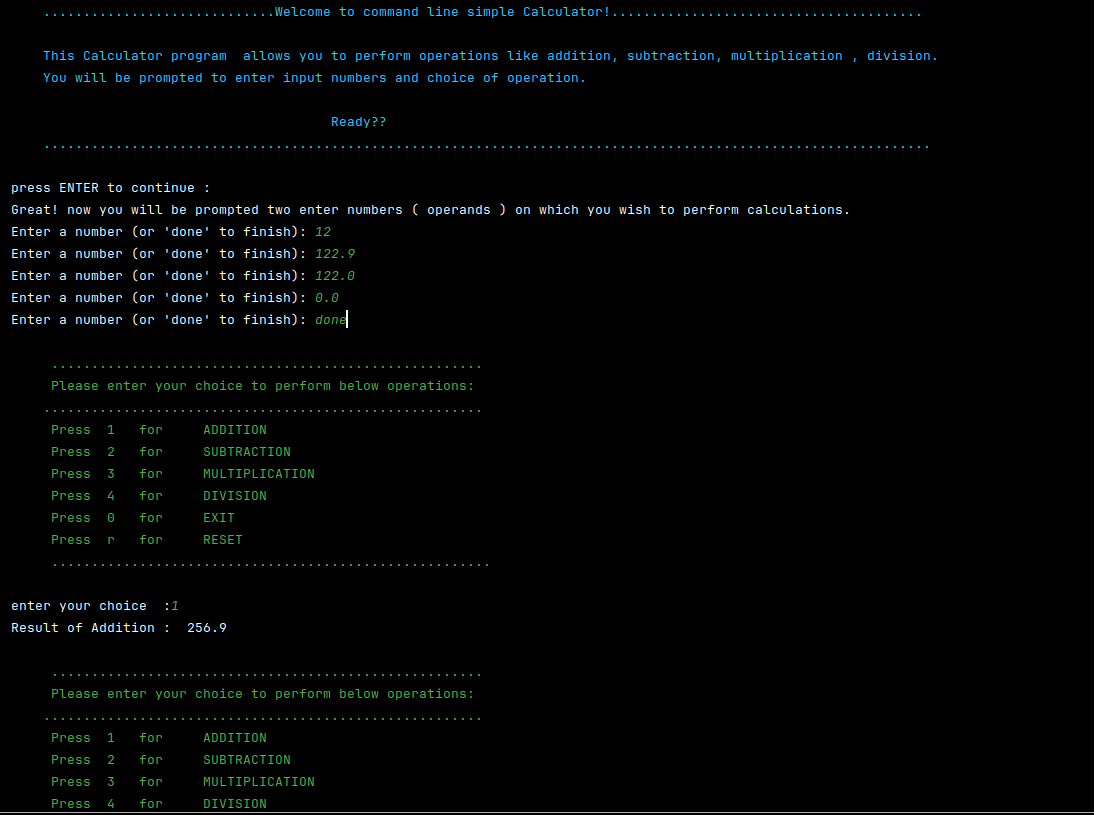 ............................Welcome to command line simple Calculator!.......................................
This Calculator program  allows you to perform operations like addition, subtraction, multiplication , division.
You will be prompted to enter input numbers and choice of operation.
Ready??
...............................................................................................................
press ENTER to continue :
Great! now you will be prompted two enter numbers ( operands ) on which you wish to perform calculations.
Enter a number (or 'done' to finish): 12
Enter a number (or 'done' to finish): 122.9
Enter a number (or 'done' to finish): 122.0
Enter a number (or 'done' to finish): 0.0
Enter a number (or 'done' to finish): done
......................................................
Please enter your choice to perform below operations:
.......................................................
Press  1   for     ADDITION
Press  2   for     SUBTRACTION
Press  3   for     MULTIPLICATION
Press  4   for     DIVISION
Press  0   for     EXIT
Press  r   for     RESET
.......................................................
enter your choice  :1
Result of Addition :  256.9
......................................................
Please enter your choice to perform below operations:
.......................................................
Press  1   for     ADDITION
Press  2   for     SUBTRACTION
Press  3   for     MULTIPLICATION
Press  4   for     DIVISION